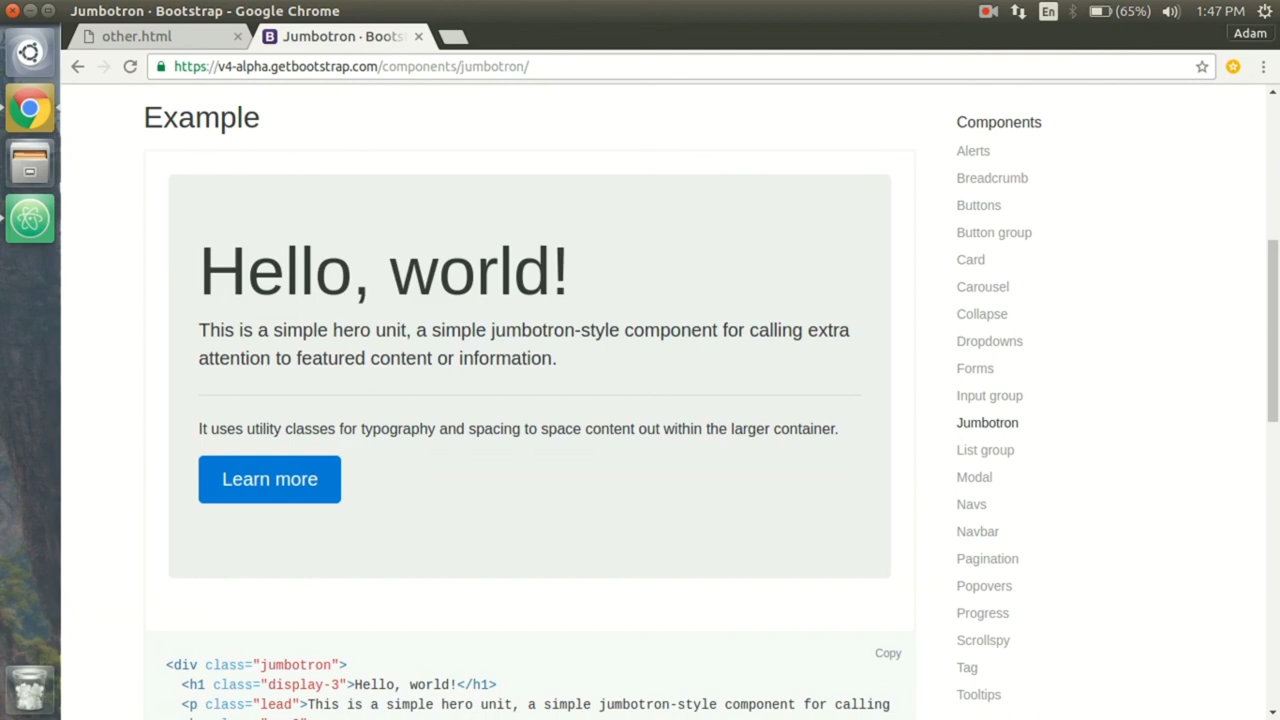 Jumbotron · Bootstrap - Google Chrome
En
(65%)
1:47 PM
other.html
Jumbotron · Boots
Adam
https://v4-alpha.getbootstrap.com/components/jumbotron/
Example
Hello, world!
This is a simple hero unit, a simple jumbotron-style component for calling extra
attention to featured content or information.
It uses utility classes for typography and spacing to space content out within the larger container.
Learn more
Copy
<div class="jumbotron">
<h1 class="display-3">Hello, world!</h1>
<p class="lead">This is a simple hero unit, a simple jumbotron-style component for calling
Components
Alerts
Breadcrumb
Buttons
Button group
Card
Carousel
Collapse
Dropdowns
Forms
Input group
Jumbotron
List group
Modal
Navs
Navbar
Pagination
Popovers
Progress
Scrollspy
Tag
Tooltips